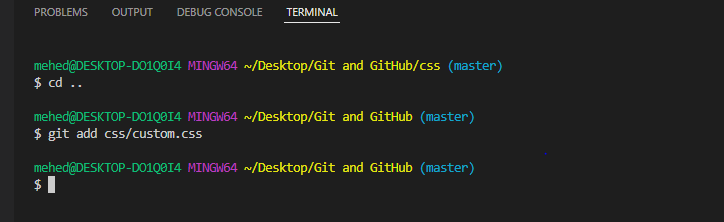 PROBLEMS OUTPUT DEBUG CONSOLE TERMINAL
mehed@DESKTOP-DO1Q0I4 MINGW64 ~/Desktop/Git and GitHub/css (master)
$ cd ..
mehed@DESKTOP-DO1Q0I4 MINGW64 ~/Desktop/Git and GitHub (master)
$ git add css/custom.css
mehed@DESKTOP-DO1Q0I4 MINGW64 ~/Desktop/Git and GitHub (master)
$